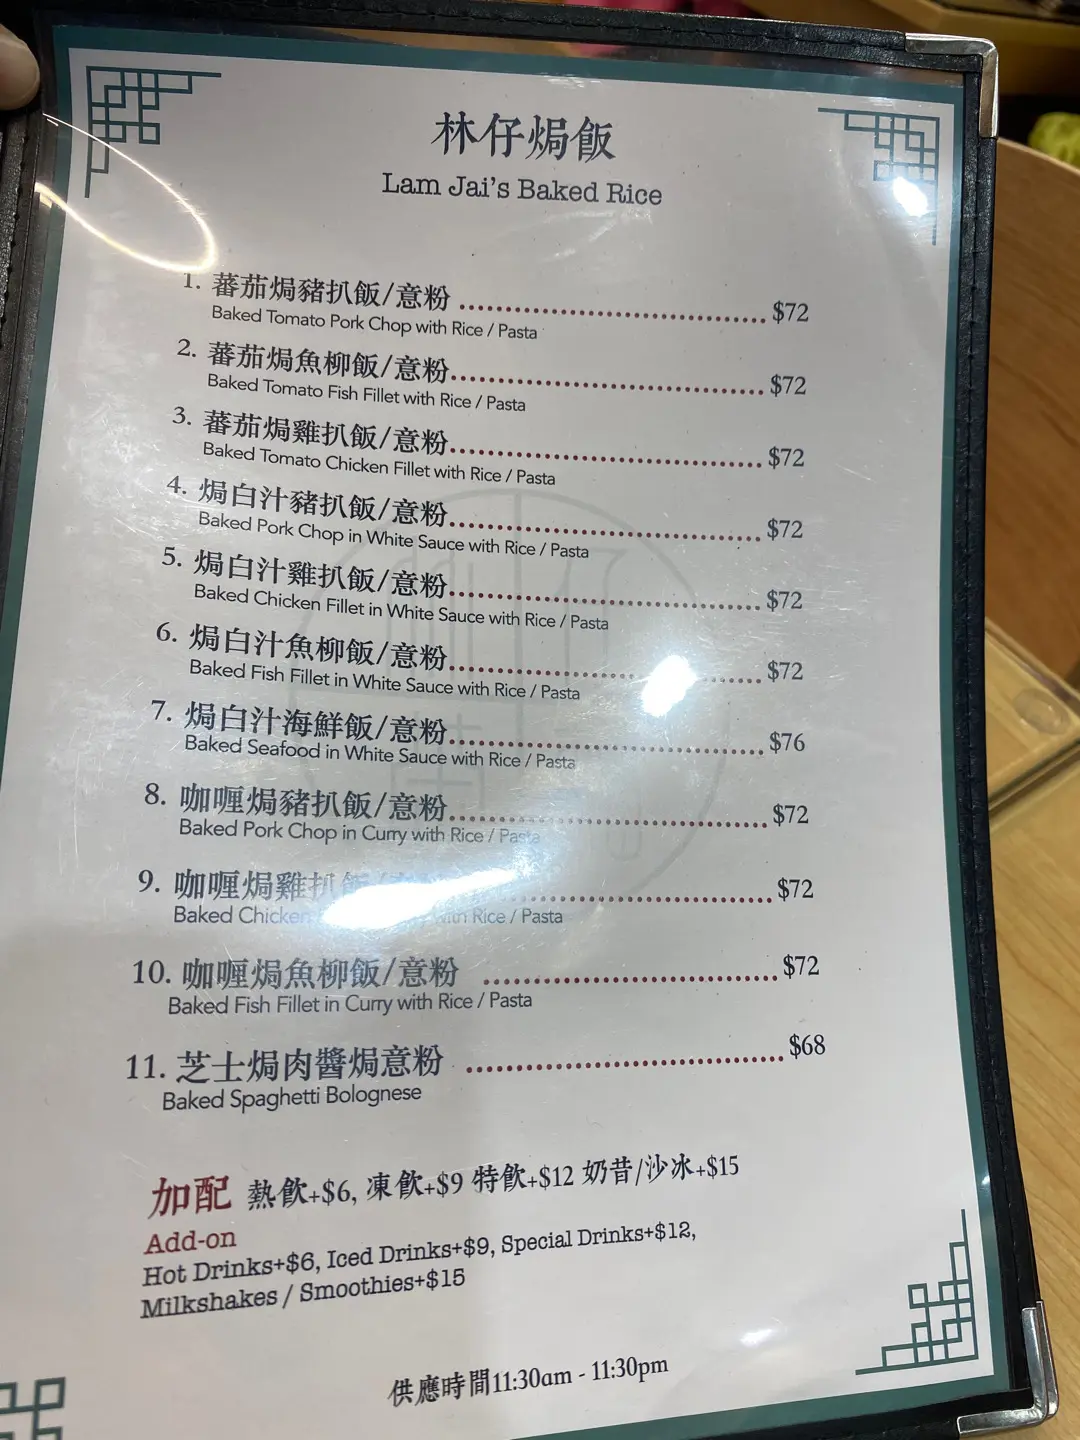 林仔焗飯
Lam Jai's Baked Rice
1. 蕃茄焗豬扒飯/意粉 $72
Baked Tomato Pork Chop with Rice / Pasta
2. 蕃茄焗魚柳飯/意粉 $72
Baked Tomato Fish Fillet with Rice / Pasta
3. 蕃茄焗雞扒飯/意粉 $72
Baked Tomato Chicken Fillet with Rice / Pasta
4. 焗白汁豬扒飯/意粉 $72
Baked Pork Chop in White Sauce with Rice / Pasta
5. 焗白汁雞扒飯/意粉 $72
Baked Chicken Fillet in White Sauce with Rice / Pasta
6. 焗白汁魚柳飯/意粉 $72
Baked Fish Fillet in White Sauce with Rice / Pasta
7. 焗白汁海鮮飯/意粉 $76
Baked Seafood in White Sauce with Rice / Pasta
8. 咖喱焗豬扒飯/意粉 $72
Baked Pork Chop in Curry with Rice / Pasta
9. 咖喱焗雞扒飯 $72
Baked Chicken with Rice / Pasta
10. 咖喱焗魚柳飯/意粉 $72
Baked Fish Fillet in Curry with Rice / Pasta
11. 芝士焗肉醬焗意粉 $68
Baked Spaghetti Bolognese
加配 熱飲+$6, 凍飲+$9 特飲+$12 奶昔/沙冰+$15
Add-on
Hot Drinks+$6, Iced Drinks+$9, Special Drinks+$12,
Milkshakes / Smoothies+$15
供應時間11:30am - 11:30pm